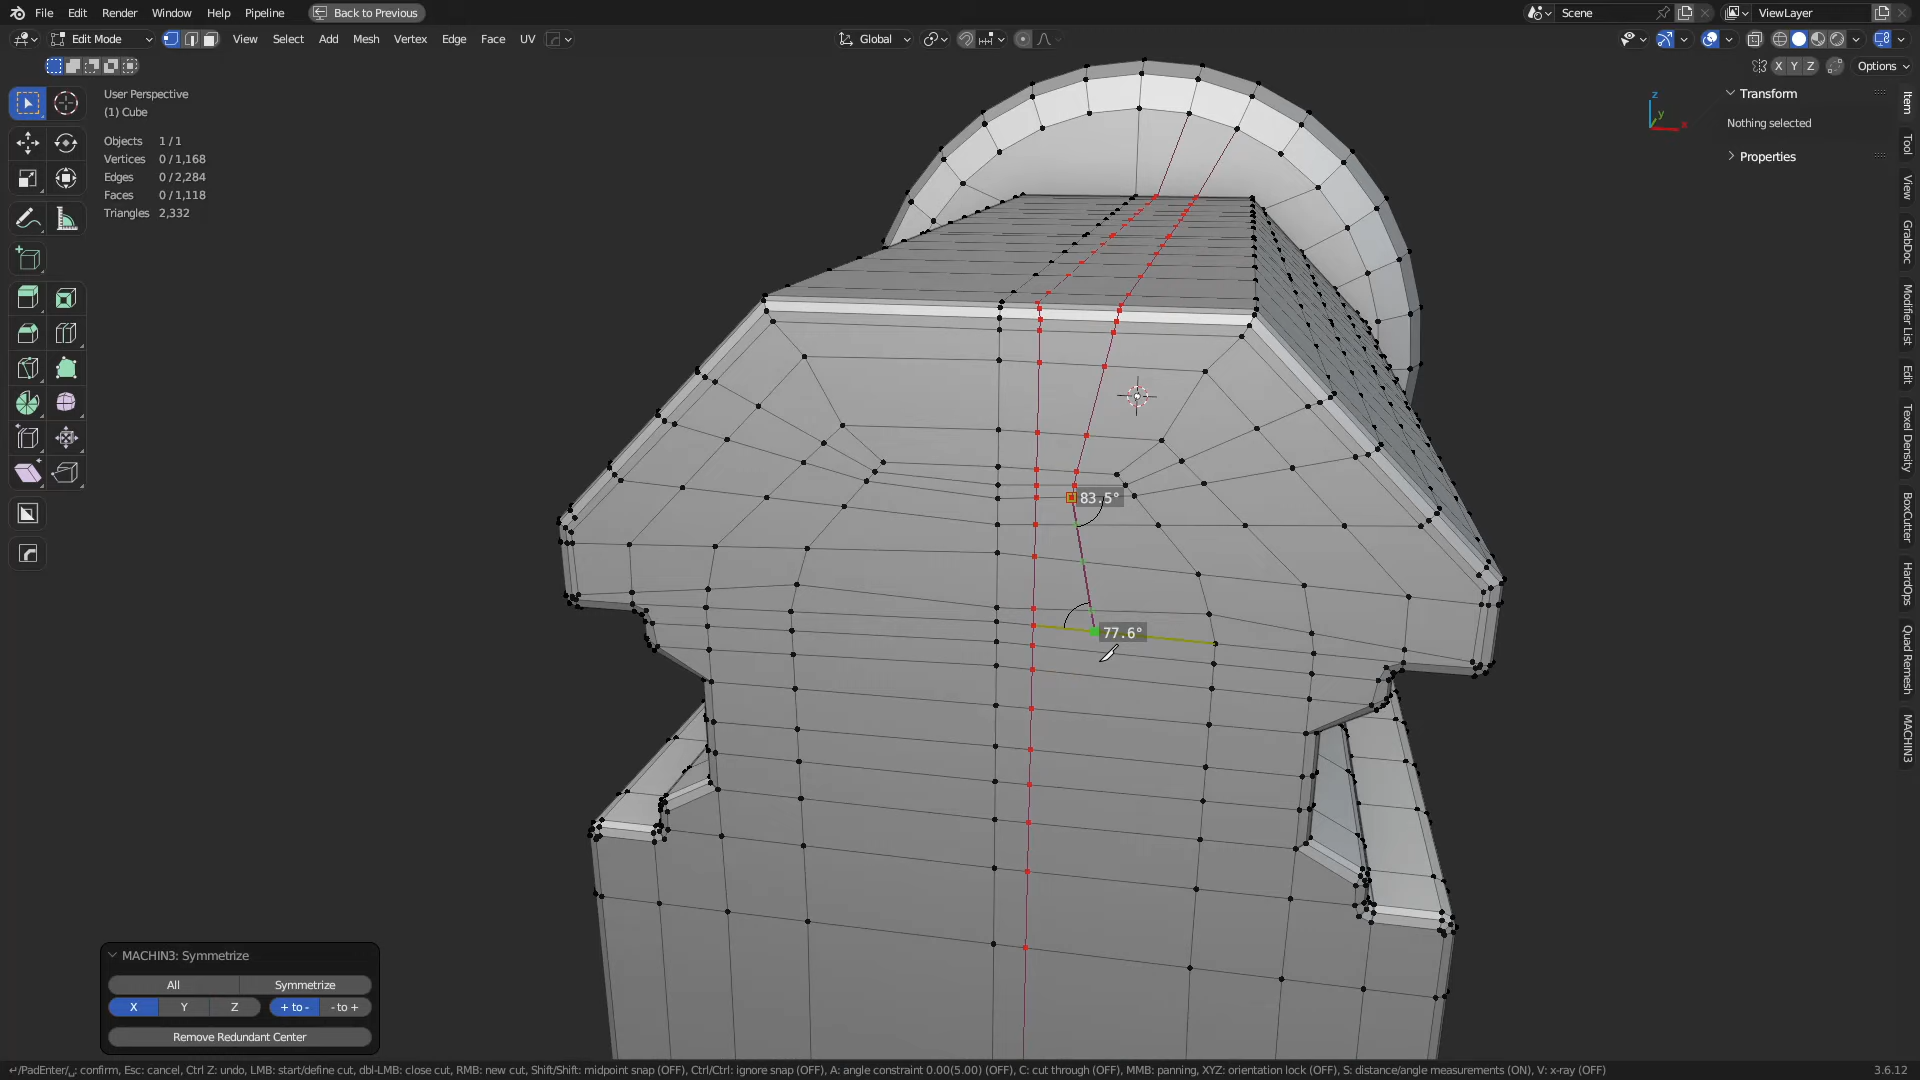 File Edit Render Window Help Pipeline Back to Previous Scene ViewLayer
Edit Mode View Select Add Mesh Vertex Edge Face UV Global
X Y Z Options
User Perspective
(1) Cube
Objects 1/1
Vertices 0/1,168
Edges 0/2,284
Faces 0/1,118
Triangles 2,332
z
y
x
Transform
Nothing selected
Properties
Item
Tool
View
GrabDoc
Modifier List
Edit
Texel Density
BoxCutter
HardOps
Quad Remesh
MACHIN3
83.5°
77.6°
MACHIN3: Symmetrize
All Symmetrize
X Y Z + to - - to +
Remove Redundant Center
↵/PadEnter/␣: confirm, Esc: cancel, Ctrl Z: undo, LMB: start/define cut, dbl-LMB: close cut, RMB: new cut, Shift/Shift: midpoint snap (OFF), Ctrl/Ctrl: ignore snap (OFF), A: angle constraint 0.00(5.00) (OFF), C: cut through (OFF), MMB: panning, XYZ: orientation lock (OFF), S: distance/angle measurements (ON), V: x-ray (OFF) 3.6.12